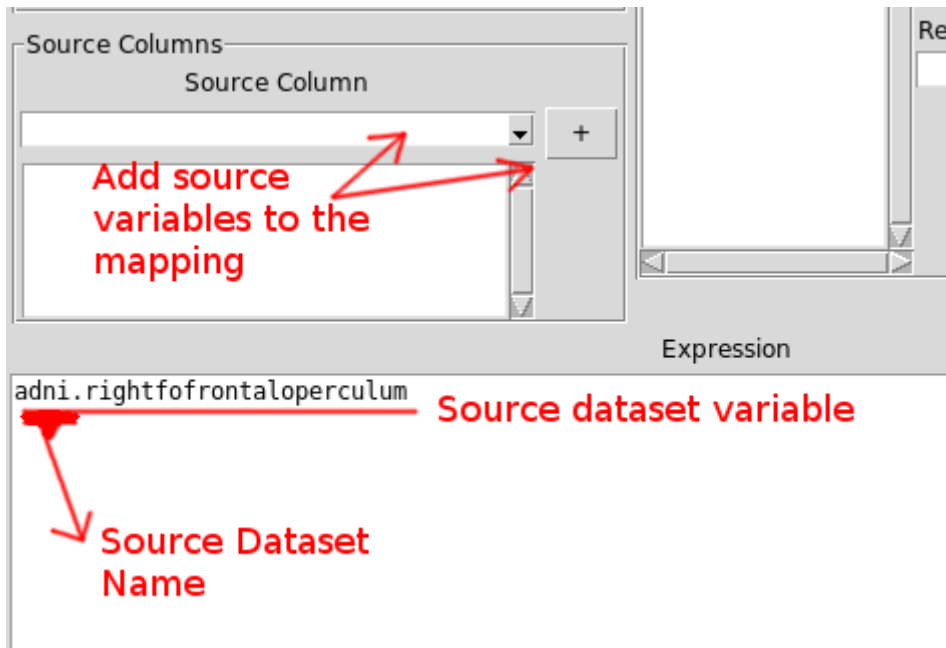 Source Columns
Re
Source Column
+
Add source
variables to the
mapping
Expression
adni.rightfofrontaloperculum
Source dataset variable
Source Dataset
Name